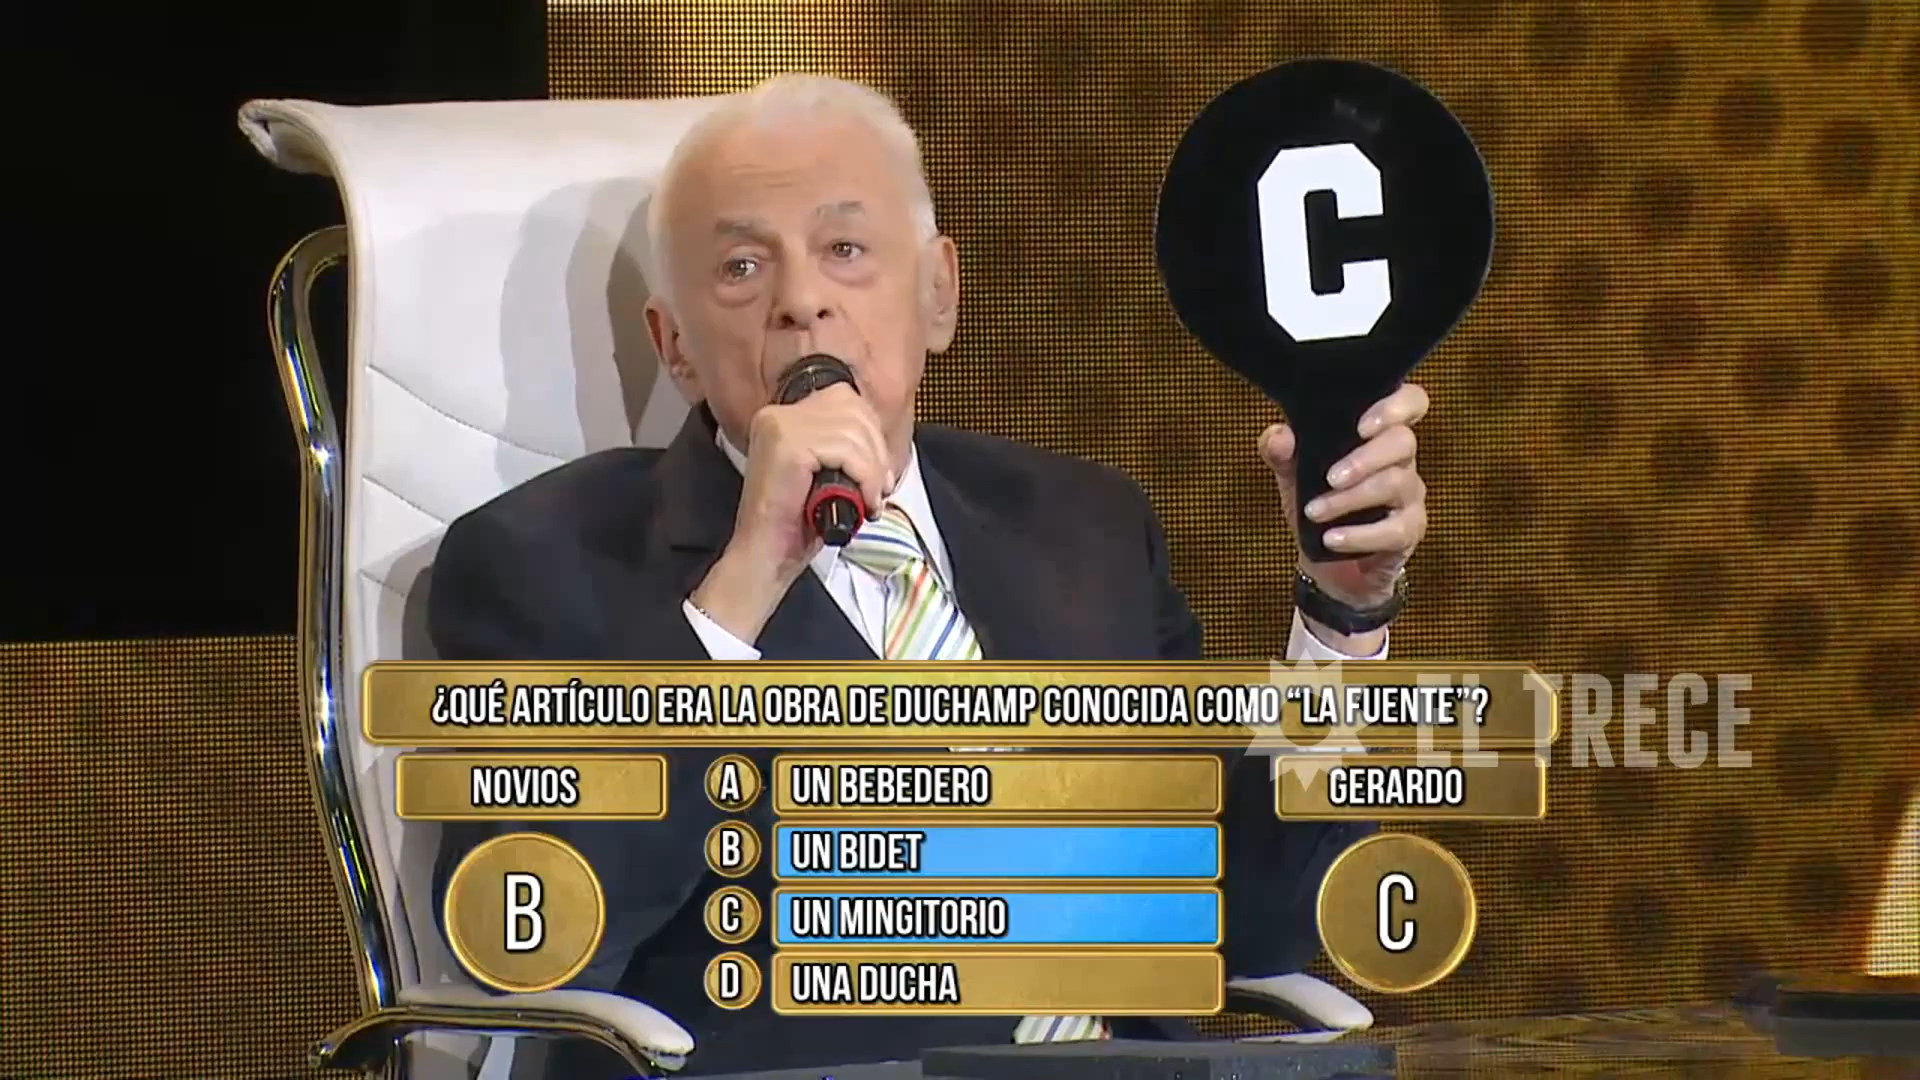 C
¿QUÉ ARTÍCULO ERA LA OBRA DE DUCHAMP CONOCIDA COMO “LA FUENTE”?
EL TRECE
NOVIOS
A UN BEBEDERO
GERARDO
B UN BIDET
B
C UN MINGITORIO
C
D UNA DUCHA